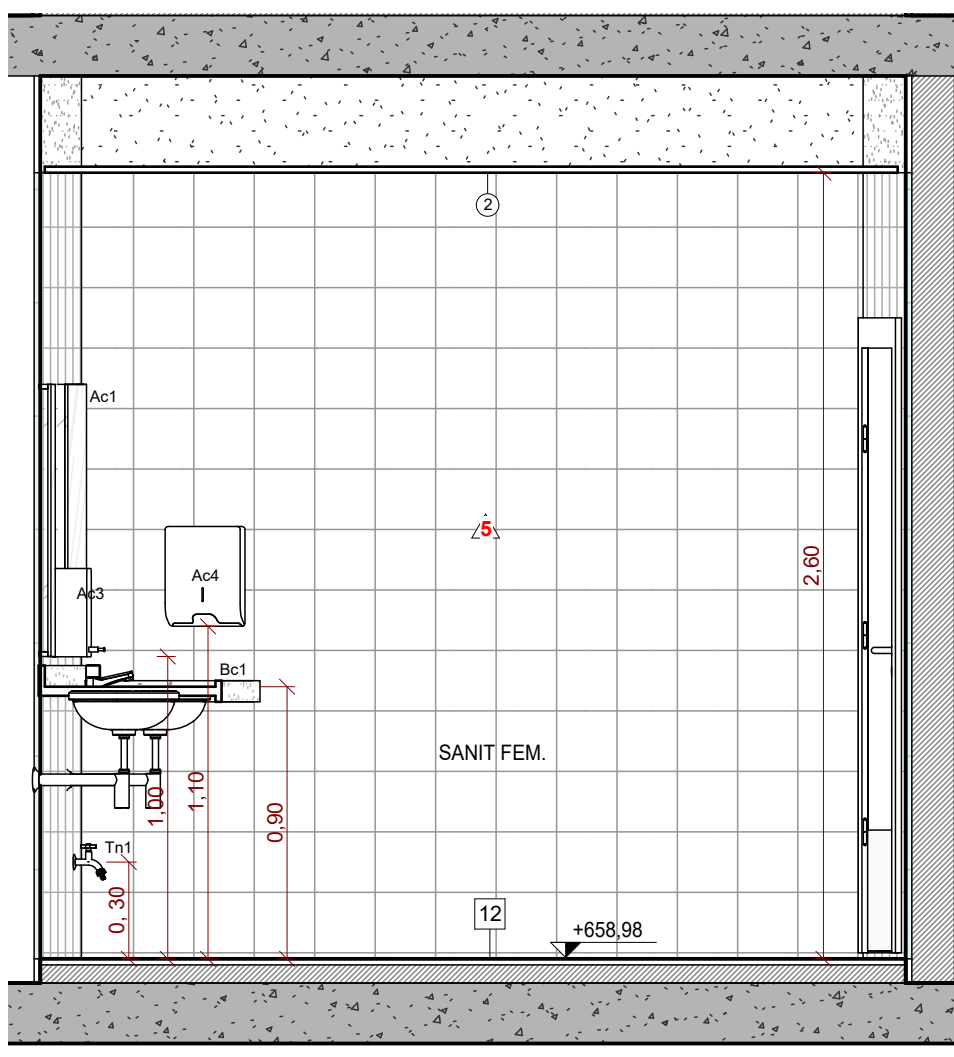 2
Ac1
5
2,60
Ac4
Ac3
Bc1
SANIT FEM.
1,00
1,10
0,90
Tn1
0, 30
12
+658,98